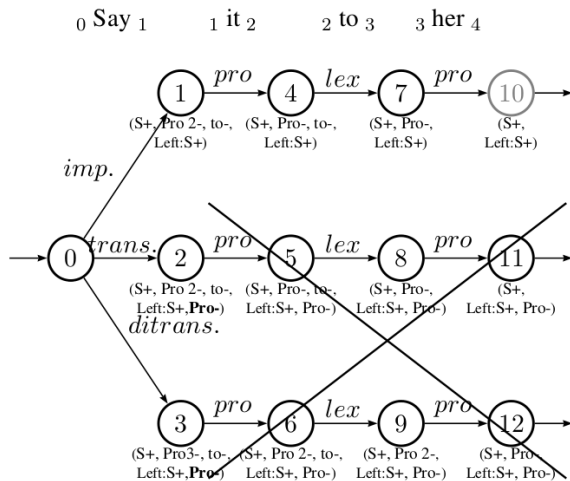 0 Say 1 1 it 2 2 to 3 3 her 4
pro lex pro
1 4 7 10
(S+, Pro 2-, to-, (S+, Pro-, to-, (S+, Pro-, (S+,
Left:S+) Left:S+) Left:S+) Left:S+)
imp.
trans. pro lex pro
0 2 5 8 11
(S+, Pro 2-, to-, (S+, Pro-, to-, (S+, Pro-, (S+,
Left:S+,Pro-) Left:S+, Pro-) Left:S+, Pro-) Left:S+, Pro-)
ditrans.
pro lex pro
3 6 9 12
(S+, Pro3-, to-, (S+, Pro 2-, to-, (S+, Pro 2-, (S+, Pro-,
Left:S+,Pro-) Left:S+, Pro-) Left:S+, Pro-) Left:S+, Pro-)